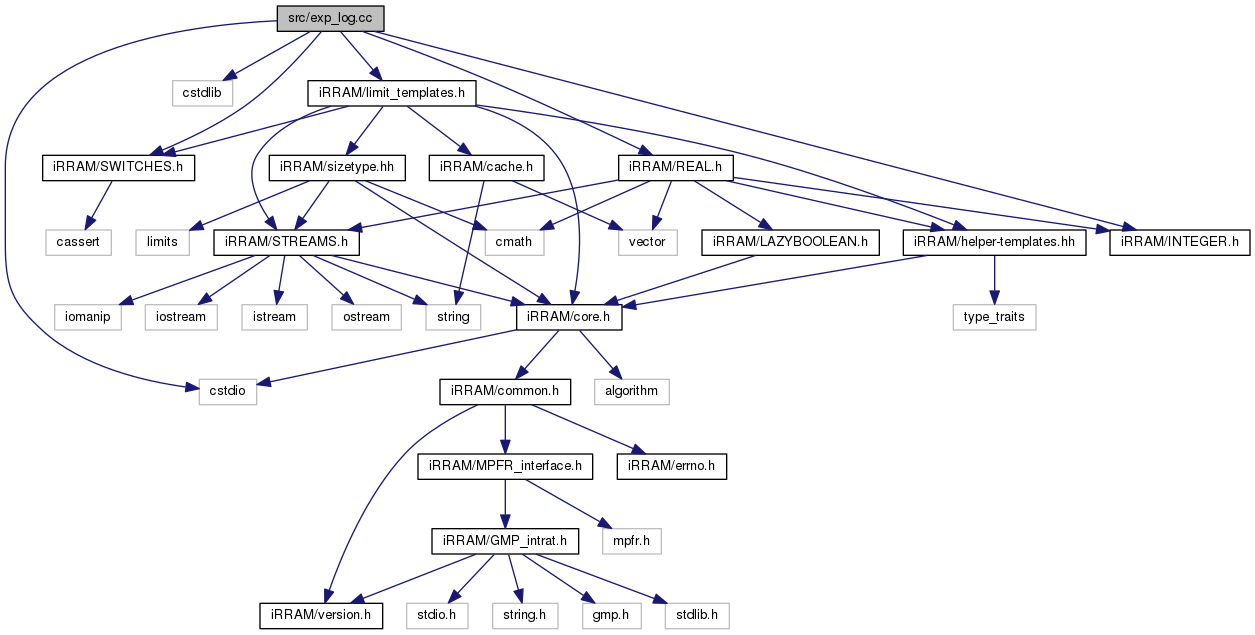 src/exp_log.cc
cstdlib
iRRAM/limit_templates.h
iRRAM/SWITCHES.h
iRRAM/sizetype.hh
iRRAM/cache.h
iRRAM/REAL.h
cassert
limits
iRRAM/STREAMS.h
cmath
vector
iRRAM/LAZYBOOLEAN.h
iRRAM/helper-templates.hh
iRRAM/INTEGER.h
iomanip
iostream
istream
ostream
string
iRRAM/core.h
type_traits
cstdio
iRRAM/common.h
algorithm
iRRAM/MPFR_interface.h
iRRAM/errno.h
iRRAM/GMP_intrat.h
mpfr.h
iRRAM/version.h
stdio.h
string.h
gmp.h
stdlib.h